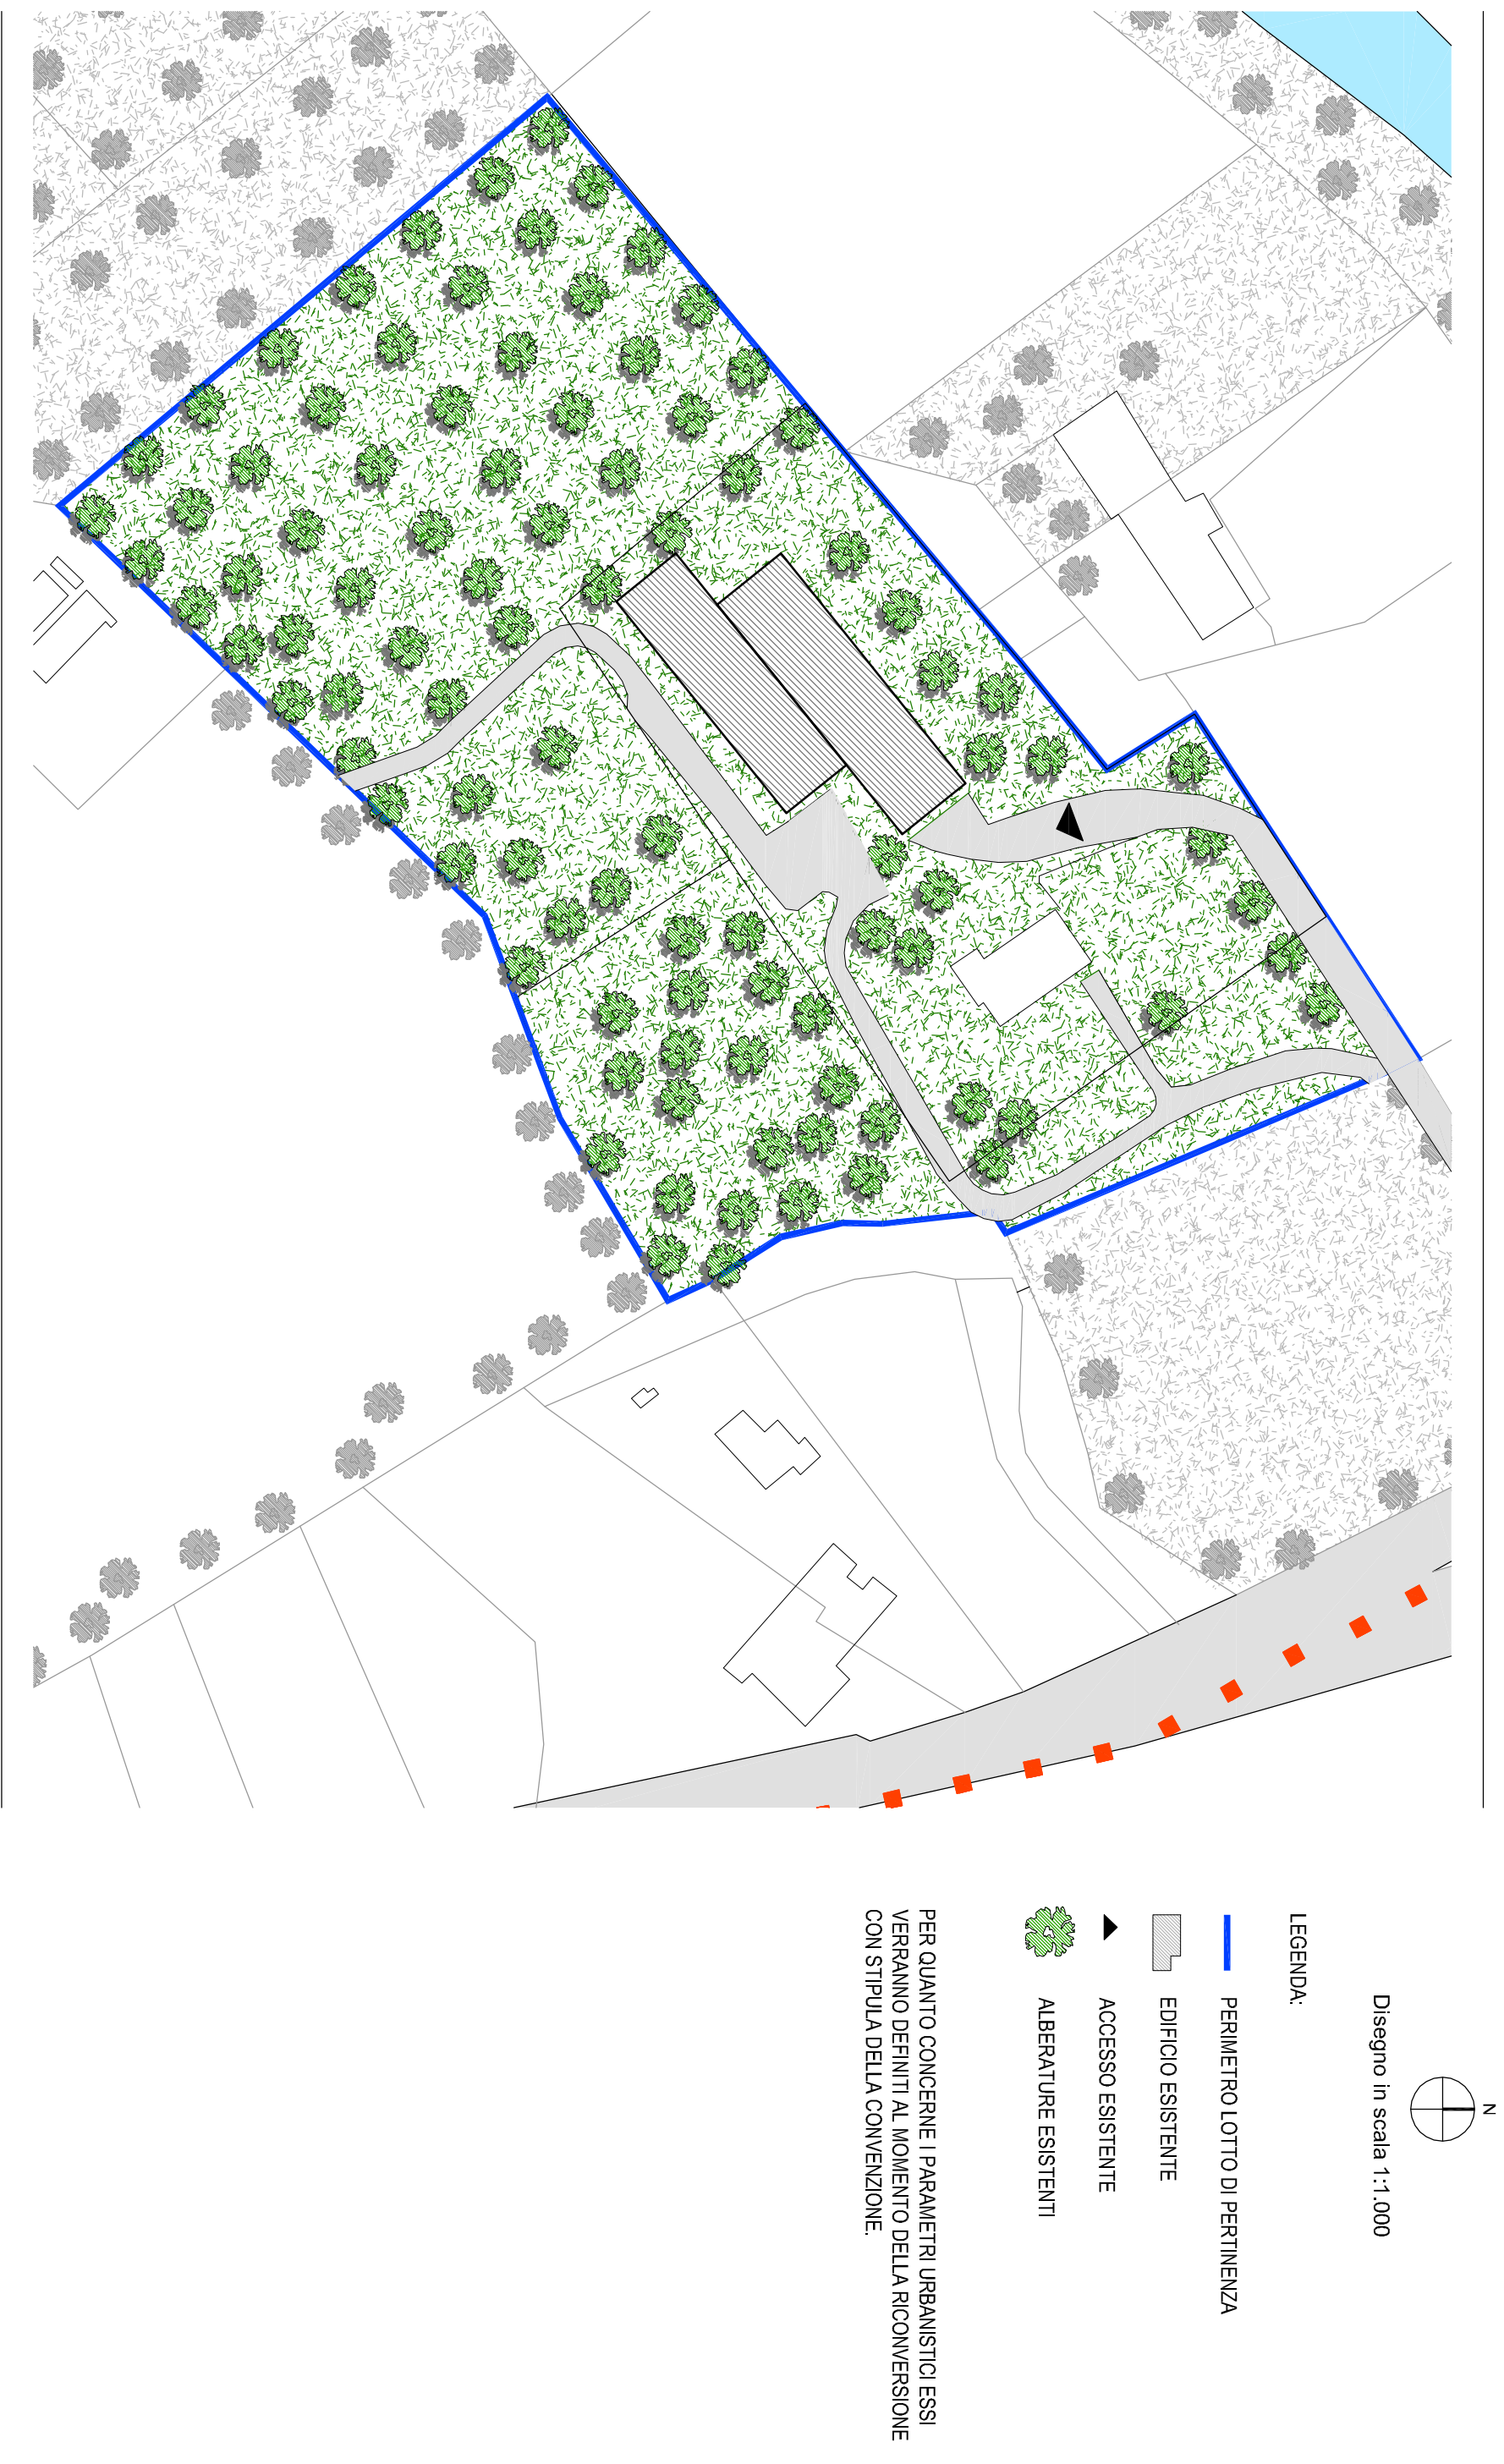 N
Disegno in scala 1:1.000
LEGENDA:
PERIMETRO LOTTO DI PERTINENZA
EDIFICIO ESISTENTE
ACCESSO ESISTENTE
ALBERATURE ESISTENTI
PER QUANTO CONCERNE I PARAMETRI URBANISTICI ESSI
VERRANNO DEFINITI AL MOMENTO DELLA RICONVERSIONE
CON STIPULA DELLA CONVENZIONE.